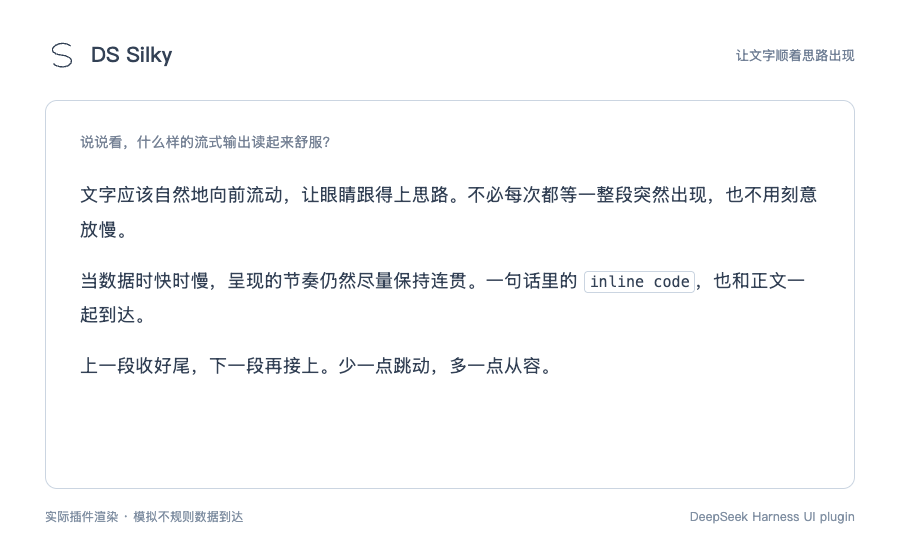 DS Silky
让文字顺着思路出现
说说看，什么样的流式输出读起来舒服？
文字应该自然地向前流动，让眼睛跟得上思路。不必每次都等一整段突然出现，也不用刻意
放慢。
当数据时快时慢，呈现的节奏仍然尽量保持连贯。一句话里的 inline code，也和正文一
起到达。
上一段收好尾，下一段再接上。少一点跳动，多一点从容。
实际插件渲染 · 模拟不规则数据到达
DeepSeek Harness UI plugin